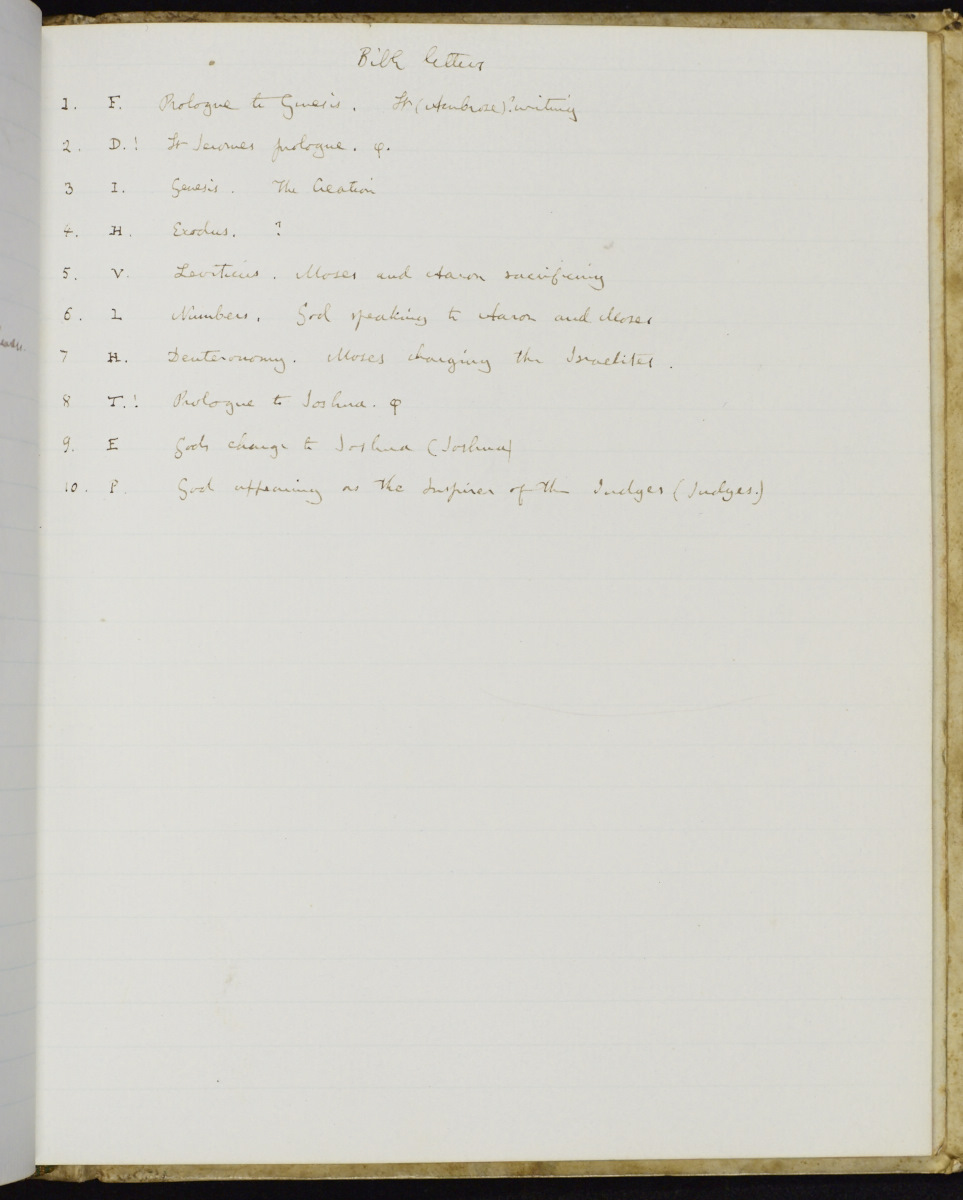 Bible letters
1. F. Prologue to Genesis. St (Ambrose)? writing
2. D.! St Jeromes prologue. φ.
3 I. Genesis. The Creation
4. H. Exodus. ?
5. V. Leviticus. Moses and Aaron sacrificing
6. L Numbers. God speaking to Aaron and Moses
7 H. Deuteronomy. Moses charging the Israelites.
8 T.! Prologue to Joshua. φ
9. E Gods charge to Joshua (Joshua)
10. P. God appearing as the Inspirer of the Judges (Judges.)